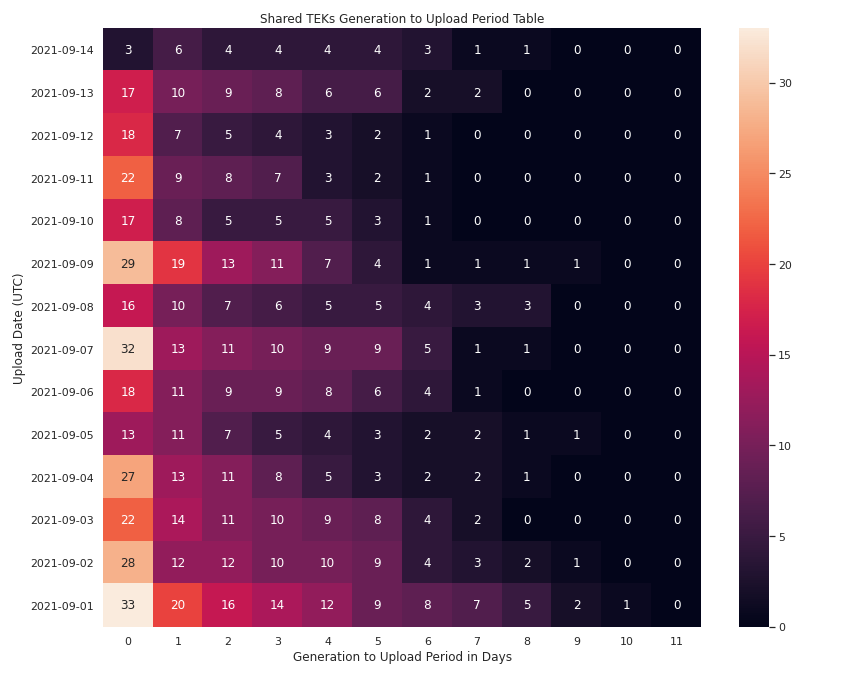 Shared TEKs Generation to Upload Period Table
Upload Date (UTC)
2021-09-14 3 6 4 4 4 4 3 1 1 0 0 0
2021-09-13 17 10 9 8 6 6 2 2 0 0 0 0
2021-09-12 18 7 5 4 3 2 1 0 0 0 0 0
2021-09-11 22 9 8 7 3 2 1 0 0 0 0 0
2021-09-10 17 8 5 5 5 3 1 0 0 0 0 0
2021-09-09 29 19 13 11 7 4 1 1 1 1 0 0
2021-09-08 16 10 7 6 5 5 4 3 3 0 0 0
2021-09-07 32 13 11 10 9 9 5 1 1 0 0 0
2021-09-06 18 11 9 9 8 6 4 1 0 0 0 0
2021-09-05 13 11 7 5 4 3 2 2 1 1 0 0
2021-09-04 27 13 11 8 5 3 2 2 1 0 0 0
2021-09-03 22 14 11 10 9 8 4 2 0 0 0 0
2021-09-02 28 12 12 10 10 9 4 3 2 1 0 0
2021-09-01 33 20 16 14 12 9 8 7 5 2 1 0
0 1 2 3 4 5 6 7 8 9 10 11
Generation to Upload Period in Days
30
25
20
15
10
5
0